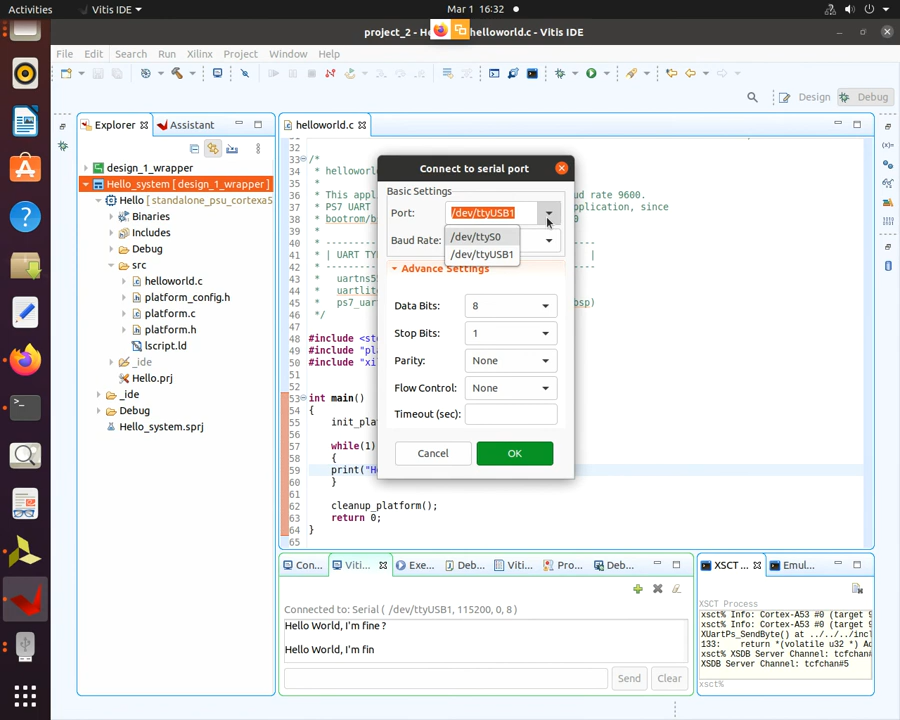 Activities
Vitis IDE
Mar 1 16:32
project_2 - He
helloworld.c - Vitis IDE
File Edit Search Run Xilinx Project Window Help
Design
Debug
Explorer
Assistant
helloworld.c
design_1_wrapper
Hello_system [ design_1_wrapper ]
Hello [ standalone_psu_cortexa5
Binaries
Includes
Debug
src
helloworld.c
platform_config.h
platform.c
platform.h
lscript.ld
_ide
Hello.prj
_ide
Debug
Hello_system.sprj
32
33 /*
34 * hellowo
35 *
36 * This appl
ud rate 9600.
37 * PS7 UART
plication, since
38 * bootrom/b
39 *
40 * ---------
41 * | UART TY
|
42 * ---------
43 * uartns5
44 * uartlit
45 * ps7_uar
sp)
46 */
47
48 #include <st
49 #include "pla
50 #include "xi
51
52
53 int main()
54 {
55 init_pla
56
57 while(1)
58 {
59 print("He
60 }
61
62 cleanup_platform();
63 return 0;
64 }
65
Connect to serial port
Basic Settings
Port: /dev/ttyUSB1
/dev/ttyS0
/dev/ttyUSB1
Baud Rate:
Advance Settings
Data Bits: 8
Stop Bits: 1
Parity: None
Flow Control: None
Timeout (sec):
Cancel
OK
Con...
Viti...
Exe...
Deb...
Viti...
Pro...
Deb...
Connected to: Serial ( /dev/ttyUSB1, 115200, 0, 8 )
Hello World, I'm fine ?
Hello World, I'm fin
Send
Clear
XSCT ...
Emul...
XSCT Process
xsct% Info: Cortex-A53 #0 (target 9
xsct% Info: Cortex-A53 #0 (target 9
XUartPs_SendByte() at ../../../incl
133: return *(volatile u32 *) Ad
xsct% XSDB Server Channel: tcfchan#
XSDB Server Channel: tcfchan#5
xsct%